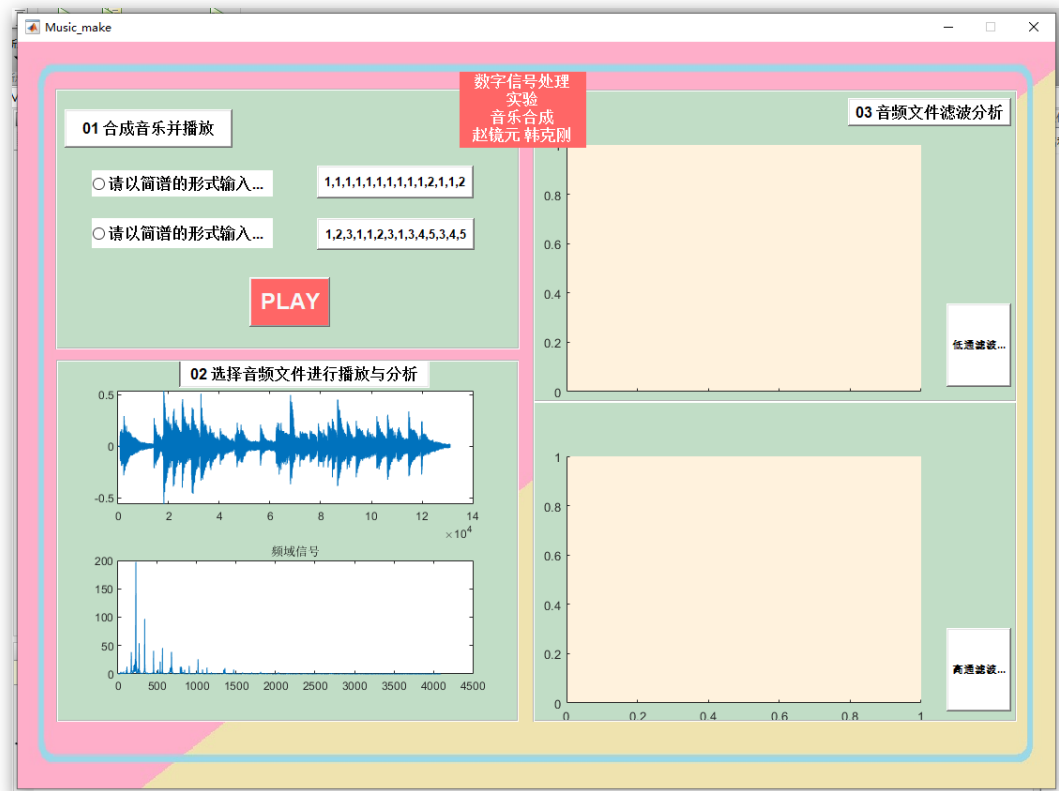 Music_make
数字信号处理
实验
音乐合成
赵镜元 韩克刚
01 合成音乐并播放
请以简谱的形式输入...
1,1,1,1,1,1,1,1,1,1,2,1,1,2
请以简谱的形式输入...
1,2,3,1,1,2,3,1,3,4,5,3,4,5
PLAY
02 选择音频文件进行播放与分析
0.5
0
-0.5
0 2 4 6 8 10 12 14
×10^4
频域信号
200
150
100
50
0
0 500 1000 1500 2000 2500 3000 3500 4000 4500
03 音频文件滤波分析
0.8
0.6
0.4
0.2
0
低通滤波...
1
0.8
0.6
0.4
0.2
0
0 0.2 0.4 0.6 0.8 1
高通滤波...